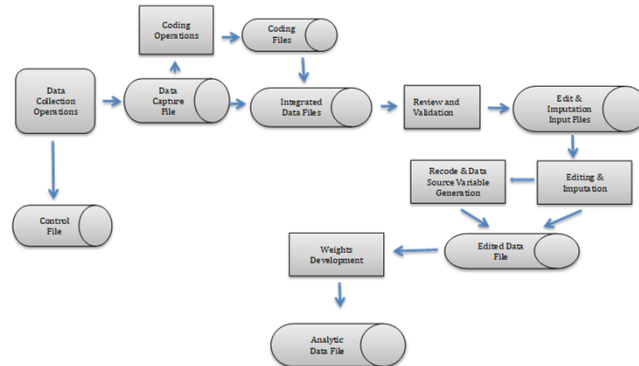 Coding
Operations
Coding
Files
Data
Collection
Operations
Data
Capture
File
Integrated
Data Files
Review and
Validation
Edit &
Imputation
Input Files
Recode & Data
Source Variable
Generation
Editing &
Imputation
Control
File
Weights
Development
Edited Data
File
Analytic
Data File